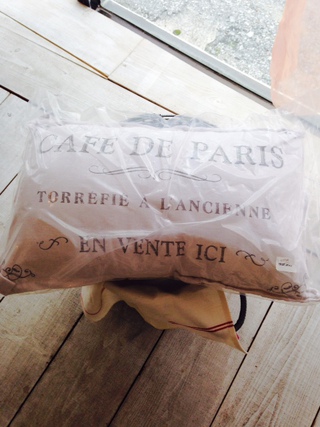 CAFE DE PARIS
TORREFIE A L'ANCIENNE
EN VENTE ICI